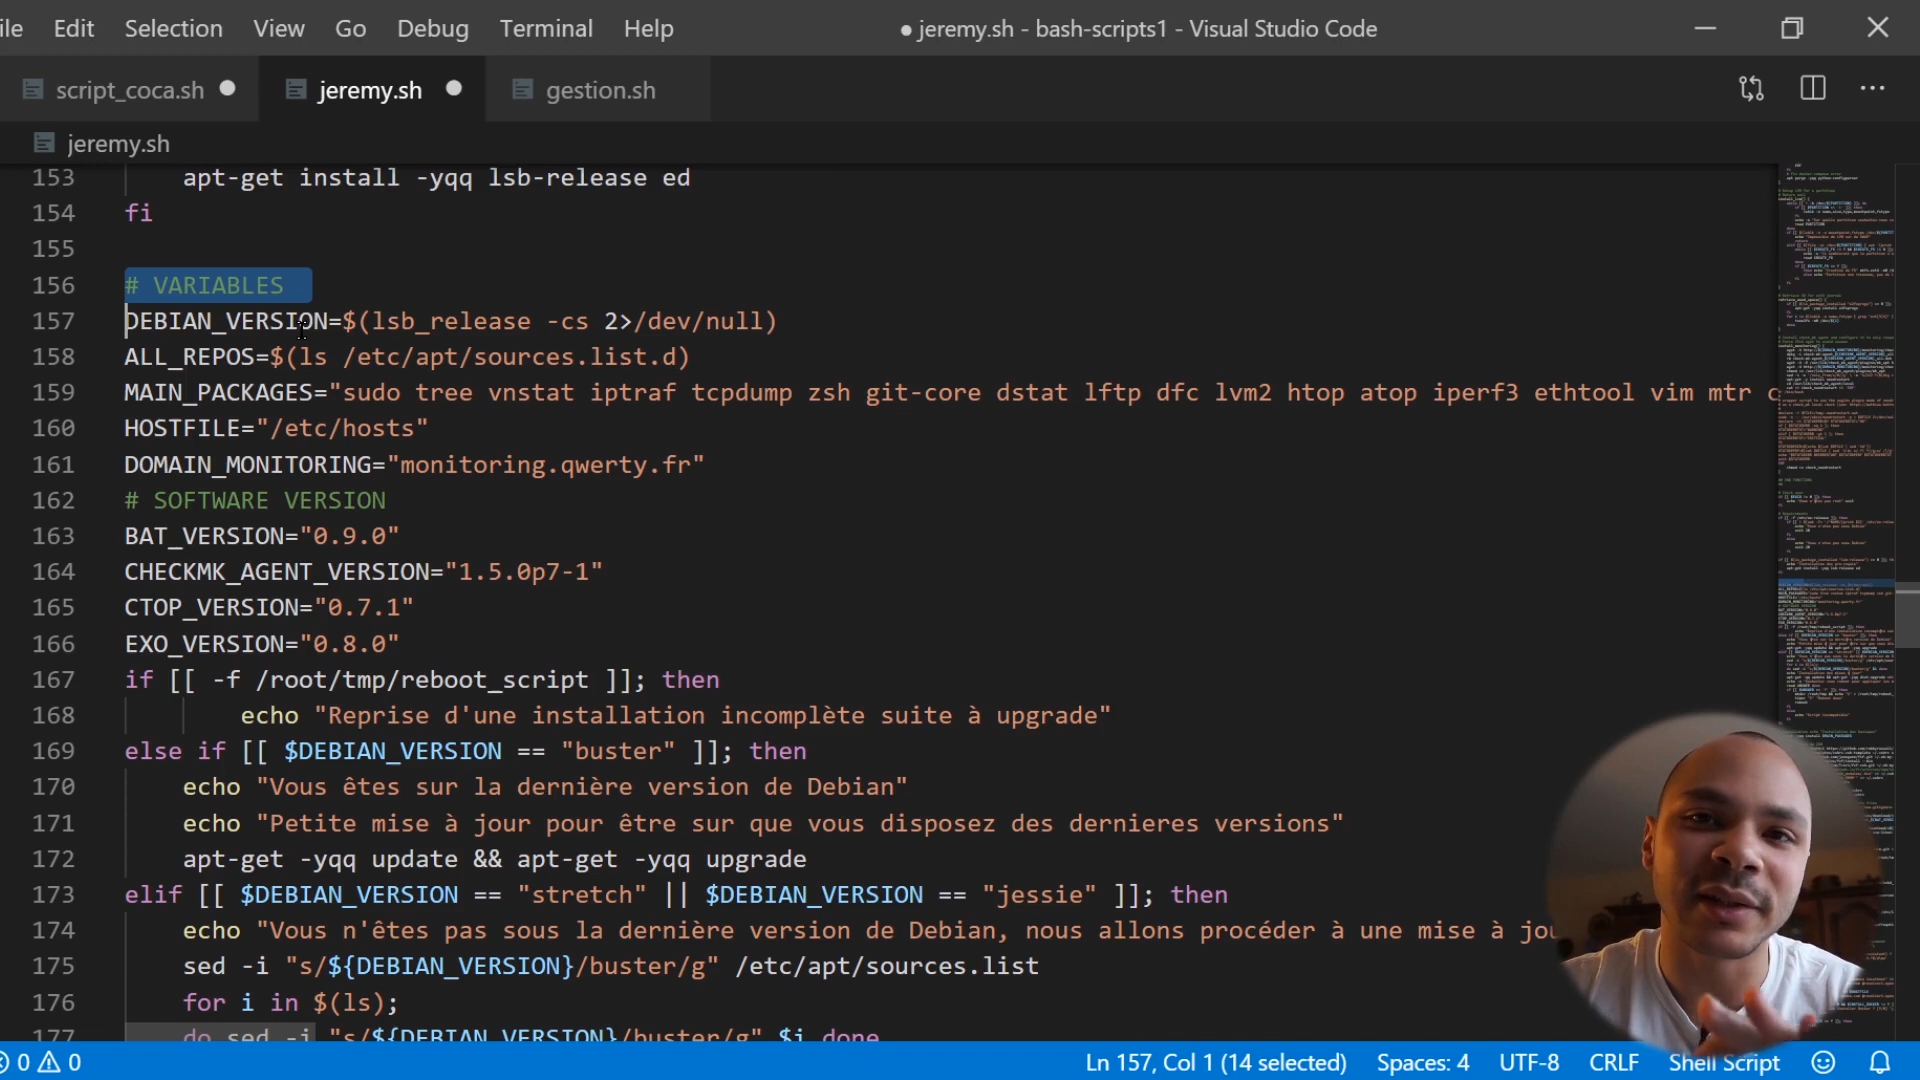 ile Edit Selection View Go Debug Terminal Help ● jeremy.sh - bash-scripts1 - Visual Studio Code
script_coca.sh jeremy.sh gestion.sh
jeremy.sh
153 apt-get install -yqq lsb-release ed
154 fi
155
156 # VARIABLES
157 DEBIAN_VERSION=$(lsb_release -cs 2>/dev/null)
158 ALL_REPOS=$(ls /etc/apt/sources.list.d)
159 MAIN_PACKAGES="sudo tree vnstat iptraf tcpdump zsh git-core dstat lftp dfc lvm2 htop atop iperf3 ethtool vim mtr c
160 HOSTFILE="/etc/hosts"
161 DOMAIN_MONITORING="monitoring.qwerty.fr"
162 # SOFTWARE VERSION
163 BAT_VERSION="0.9.0"
164 CHECKMK_AGENT_VERSION="1.5.0p7-1"
165 CTOP_VERSION="0.7.1"
166 EXO_VERSION="0.8.0"
167 if [[ -f /root/tmp/reboot_script ]]; then
168 echo "Reprise d'une installation incomplète suite à upgrade"
169 else if [[ $DEBIAN_VERSION == "buster" ]]; then
170 echo "Vous êtes sur la dernière version de Debian"
171 echo "Petite mise à jour pour être sur que vous disposez des dernieres versions"
172 apt-get -yqq update && apt-get -yqq upgrade
173 elif [[ $DEBIAN_VERSION == "stretch" || $DEBIAN_VERSION == "jessie" ]]; then
174 echo "Vous n'êtes pas sous la dernière version de Debian, nous allons procéder à une mise à jou
175 sed -i "s/${DEBIAN_VERSION}/buster/g" /etc/apt/sources.list
176 for i in $(ls);
177 do sed -i "s/${DEBIAN_VERSION}/buster/g" $i done
0 0 Ln 157, Col 1 (14 selected) Spaces: 4 UTF-8 CRLF Shell Script